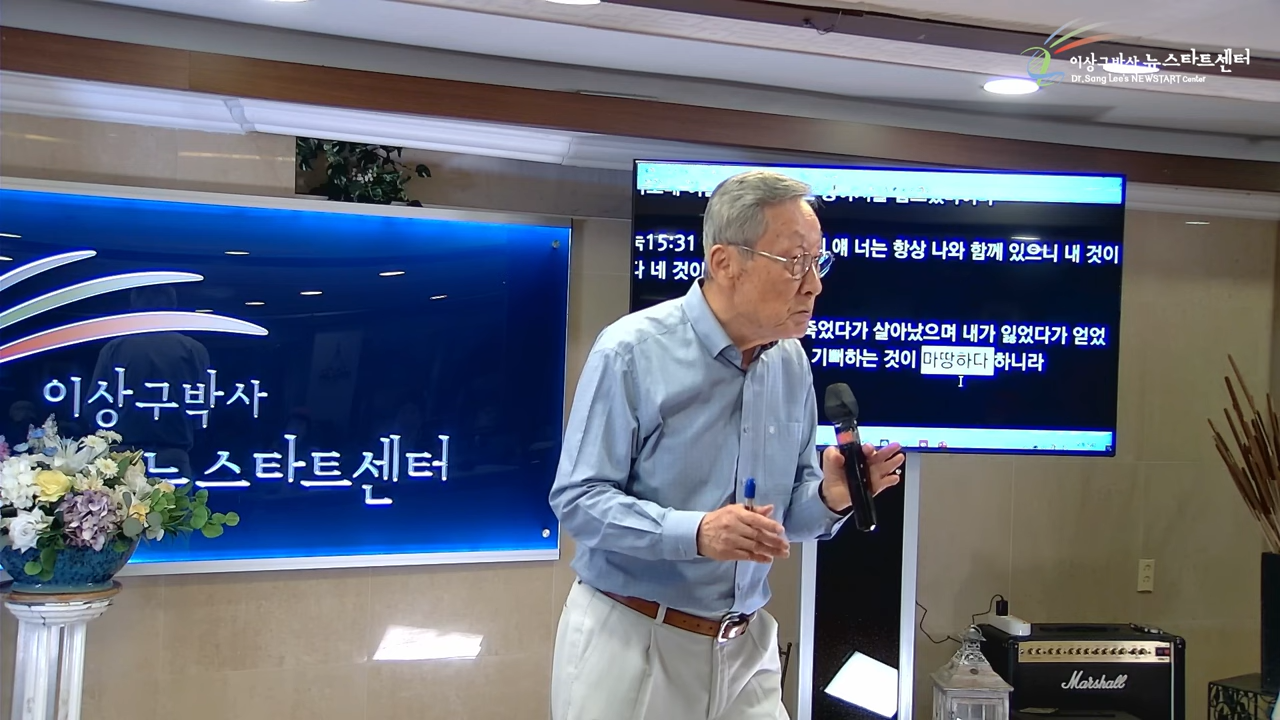 이상구박사 뉴스타트센터
Dr.Sang Lee's NEWSTART Center
15:31 얘 너는 항상 나와 함께 있으니 내 것이
다 네 것이
죽었다가 살아났으며 내가 잃었다가 얻었
기뻐하는 것이 마땅하다 하니라
이상구박사
뉴스타트센터
Marshall